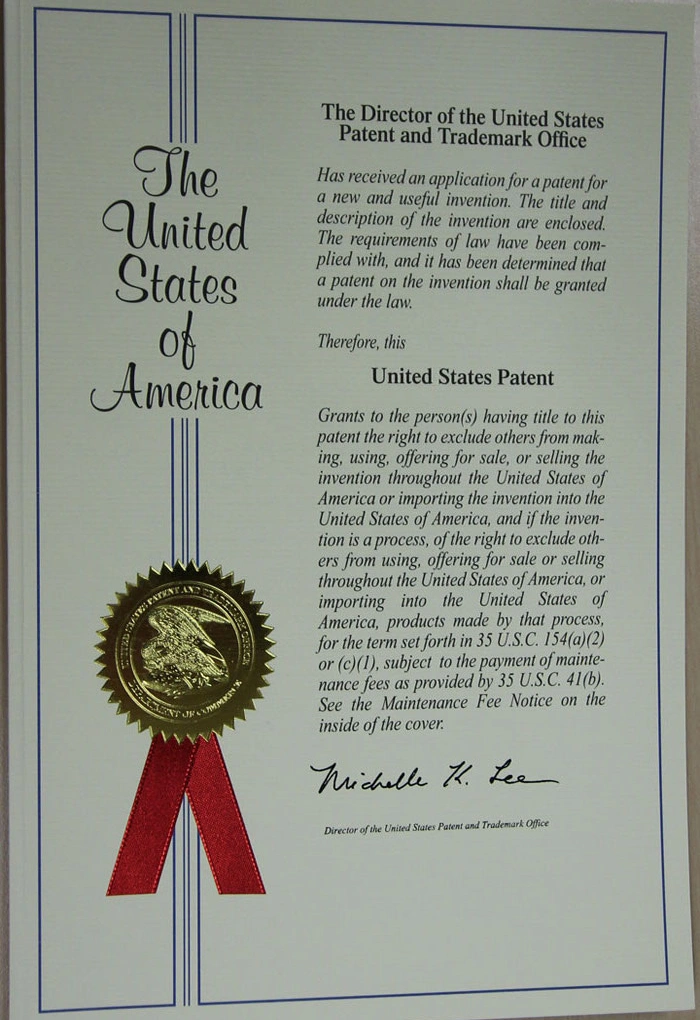 The
United
States
of
America
The Director of the United States
Patent and Trademark Office
Has received an application for a patent for
a new and useful invention. The title and
description of the invention are enclosed.
The requirements of law have been com-
plied with, and it has been determined that
a patent on the invention shall be granted
under the law.
Therefore, this
United States Patent
Grants to the person(s) having title to this
patent the right to exclude others from mak-
ing, using, offering for sale, or selling the
invention throughout the United States of
America or importing the invention into the
United States of America, and if the inven-
tion is a process, of the right to exclude oth-
ers from using, offering for sale or selling
throughout the United States of America, or
importing into the United States of
America, products made by that process,
for the term set forth in 35 U.S.C. 154(a)(2)
or (c)(1), subject to the payment of mainte-
nance fees as provided by 35 U.S.C. 41(b).
See the Maintenance Fee Notice on the
inside of the cover.
UNITED STATES PATENT AND TRADEMARK OFFICE
DEPARTMENT OF COMMERCE
Michelle K. Lee
Director of the United States Patent and Trademark Office